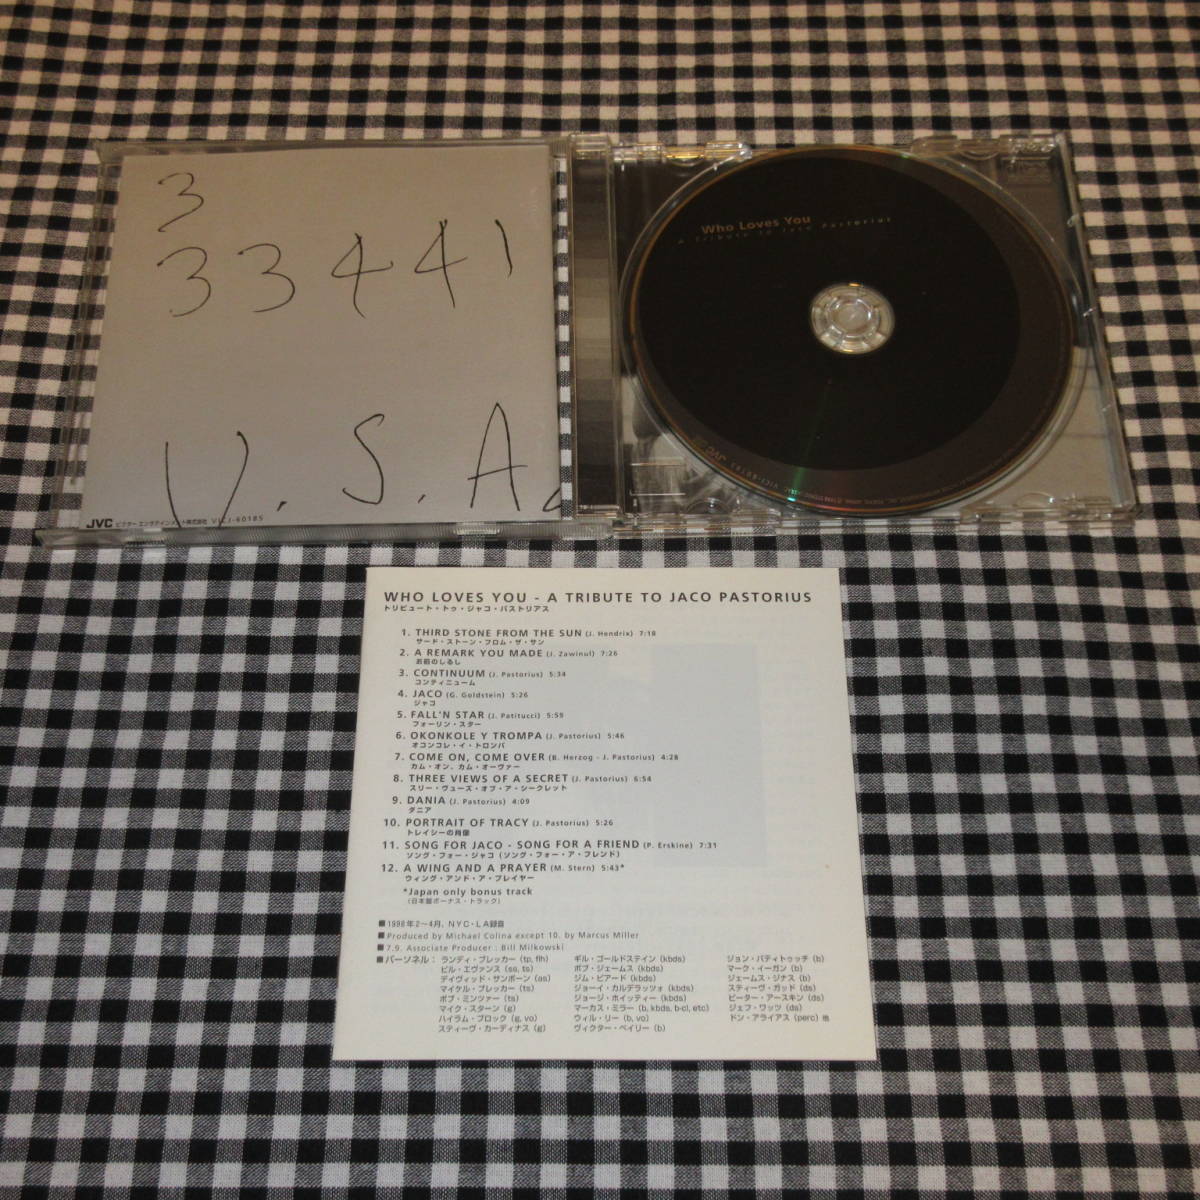 3
33441
U.S.A
JVC ビクターエンタテインメント株式会社 VICJ-60185
Who Loves You
A Tribute to Jaco Pastorius
JVC VICJ-60185
WHO LOVES YOU - A TRIBUTE TO JACO PASTORIUS
トリビュート・トゥ・ジャコ・パストリアス
1. THIRD STONE FROM THE SUN (J. Hendrix) 7:18
サード・ストーン・フロム・ザ・サン
2. A REMARK YOU MADE (J. Zawinul) 7:26
お前のしるし
3. CONTINUUM (J. Pastorius) 5:34
コンティニューム
4. JACO (G. Goldstein) 5:26
ジャコ
5. FALL'N STAR (J. Patitucci) 5:59
フォーリン・スター
6. OKONKOLE Y TROMPA (J. Pastorius) 5:46
オコンコレ・イ・トロンパ
7. COME ON, COME OVER (B. Herzog - J. Pastorius) 4:28
カム・オン、カム・オーヴァー
8. THREE VIEWS OF A SECRET (J. Pastorius) 6:54
スリー・ヴューズ・オブ・ア・シークレット
9. DANIA (J. Pastorius) 4:09
ダニア
10. PORTRAIT OF TRACY (J. Pastorius) 5:26
トレイシーの肖像
11. SONG FOR JACO - SONG FOR A FRIEND (P. Erskine) 7:31
ソング・フォー・ジャコ (ソング・フォー・ア・フレンド)
12. A WING AND A PRAYER (M. Stern) 5:43*
ウィング・アンド・ア・プレイヤー
*Japan only bonus track
(日本盤ボーナス・トラック)
■1998年2〜4月、NYC・LA録音
■Produced by Michael Colina except 10. by Marcus Miller
■7.9. Associate Producer : Bill Milkowski
■パーソネル：ランディ・ブレッカー (tp, flh) ギル・ゴールドステイン (kbds) ジョン・パティトゥッチ (b)
ビル・エヴァンス (ss, ts) ボブ・ジェームス (kbds) マーク・イーガン (b)
デイヴィッド・サンボーン (as) ジム・ビアード (kbds) ジェームス・ジナス (b)
マイケル・ブレッカー (ts) ジョーイ・カルデラッツォ (kbds) スティーヴ・ガッド (ds)
ボブ・ミンツァー (ts) ジョージ・ホイッティー (kbds) ピーター・アースキン (ds)
マイク・スターン (g) マーカス・ミラー (b, kbds, b-cl, etc) ジェフ・ワッツ (ds)
ハイラム・ブロック (g, vo) ウィル・リー (b, vo) ドン・アライアス (perc) 他
スティーヴ・カーディナス (g) ヴィクター・ベイリー (b)